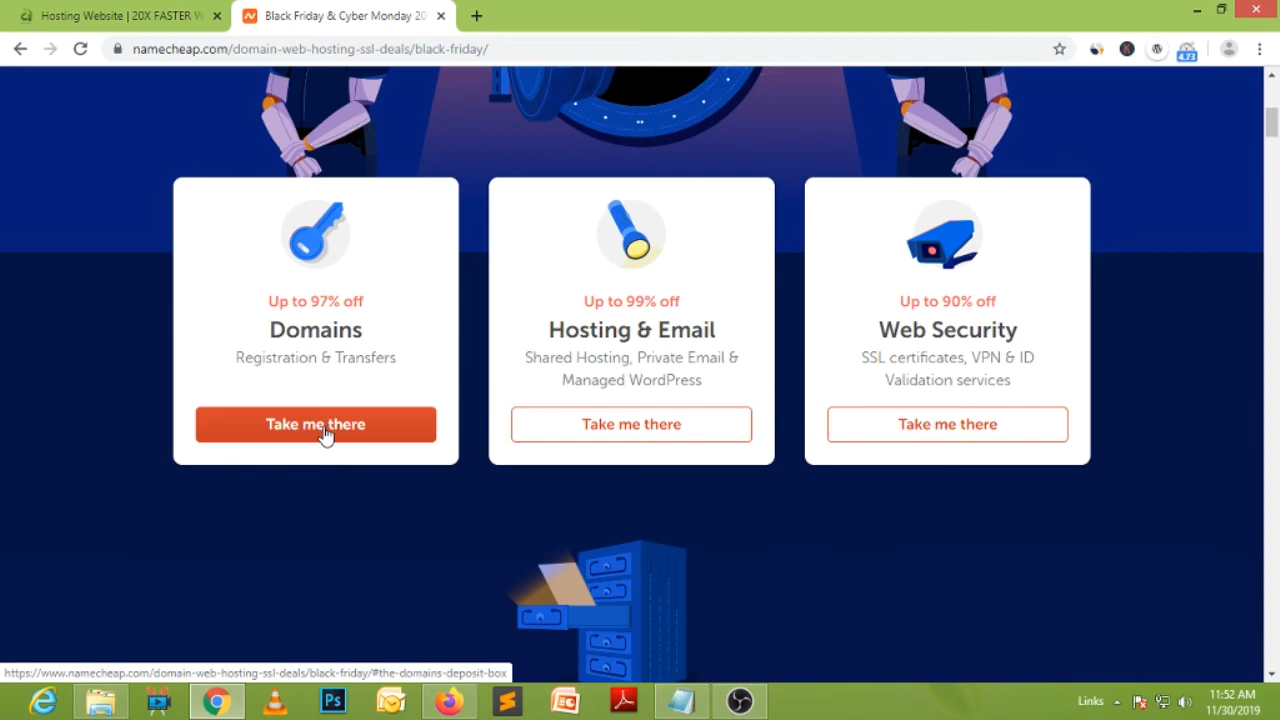 Hosting Website | 20X FASTER W
Black Friday & Cyber Monday 20
namecheap.com/domain-web-hosting-ssl-deals/black-friday/
4.73
Up to 97% off
Domains
Registration & Transfers
Take me there
Up to 99% off
Hosting & Email
Shared Hosting, Private Email &
Managed WordPress
Take me there
Up to 90% off
Web Security
SSL certificates, VPN & ID
Validation services
Take me there
https://www.namecheap.com/domain-web-hosting-ssl-deals/black-friday/#the-domains-deposit-box
Ps
Links
11:52 AM
11/30/2019